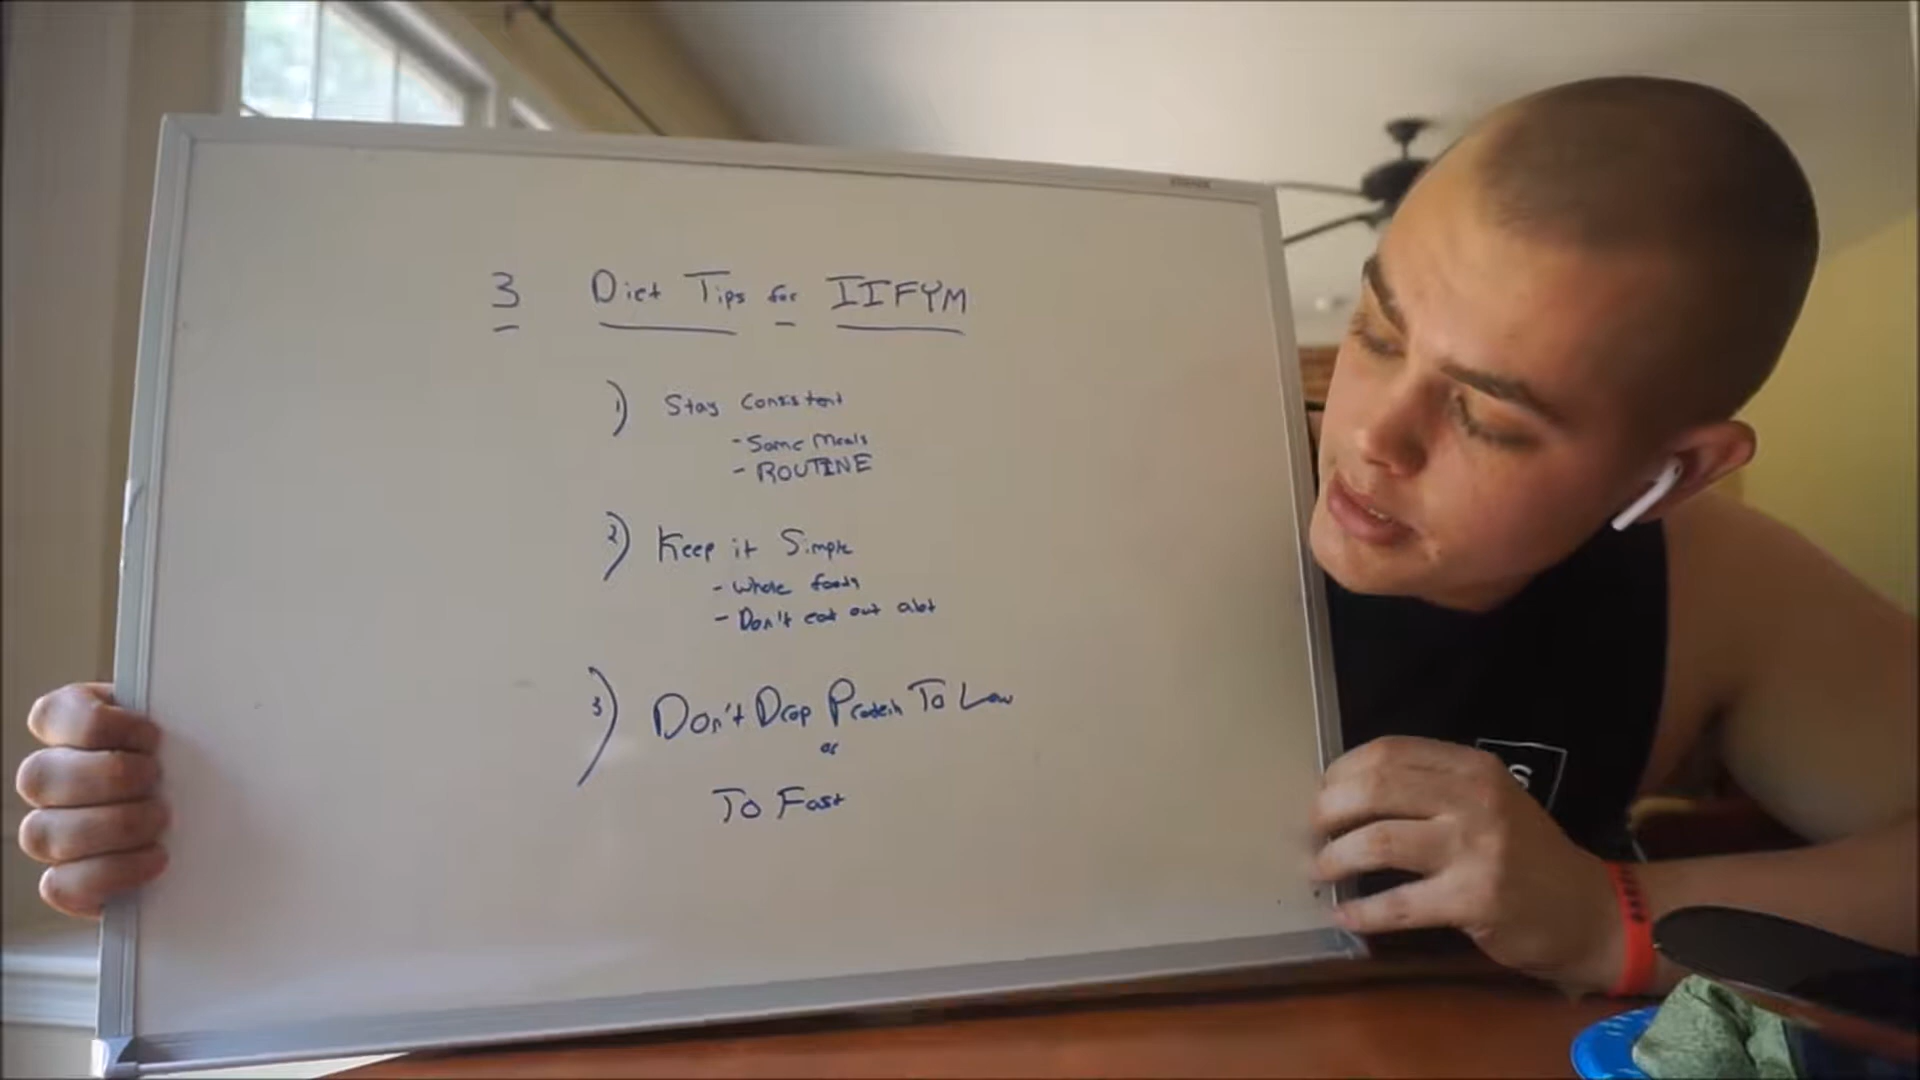 3 Diet Tips for IIFYM
1) Stay Consistent
- Same Meals
- ROUTINE
2) Keep it Simple
- Whole foods
- Don't eat out alot
3) Don't Drop Protein To Low
or
To Fast
S